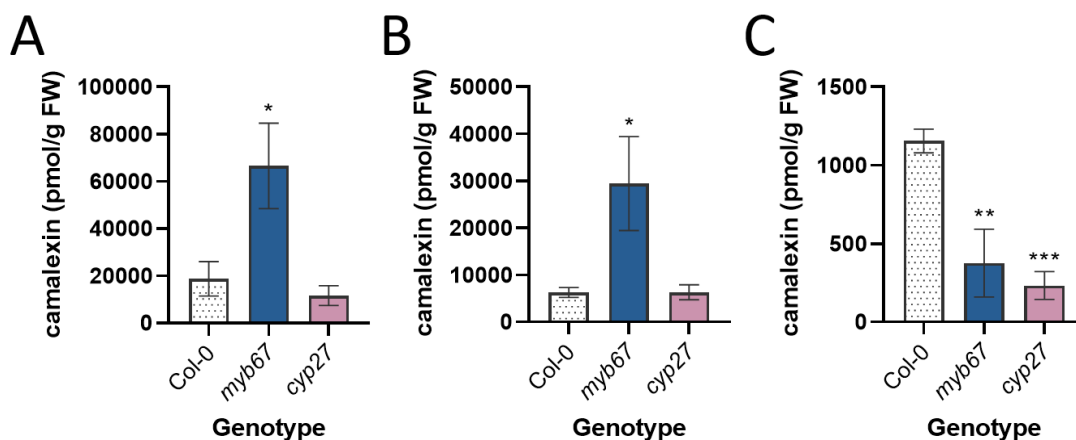 A
camalexin (pmol/g FW)
100000
80000
60000
40000
20000
0
*
Col-0
myb67
cyp27
Genotype
B
camalexin (pmol/g FW)
50000
40000
30000
20000
10000
0
*
Col-0
myb67
cyp27
Genotype
C
camalexin (pmol/g FW)
1500
1000
500
0
**
***
Col-0
myb67
cyp27
Genotype